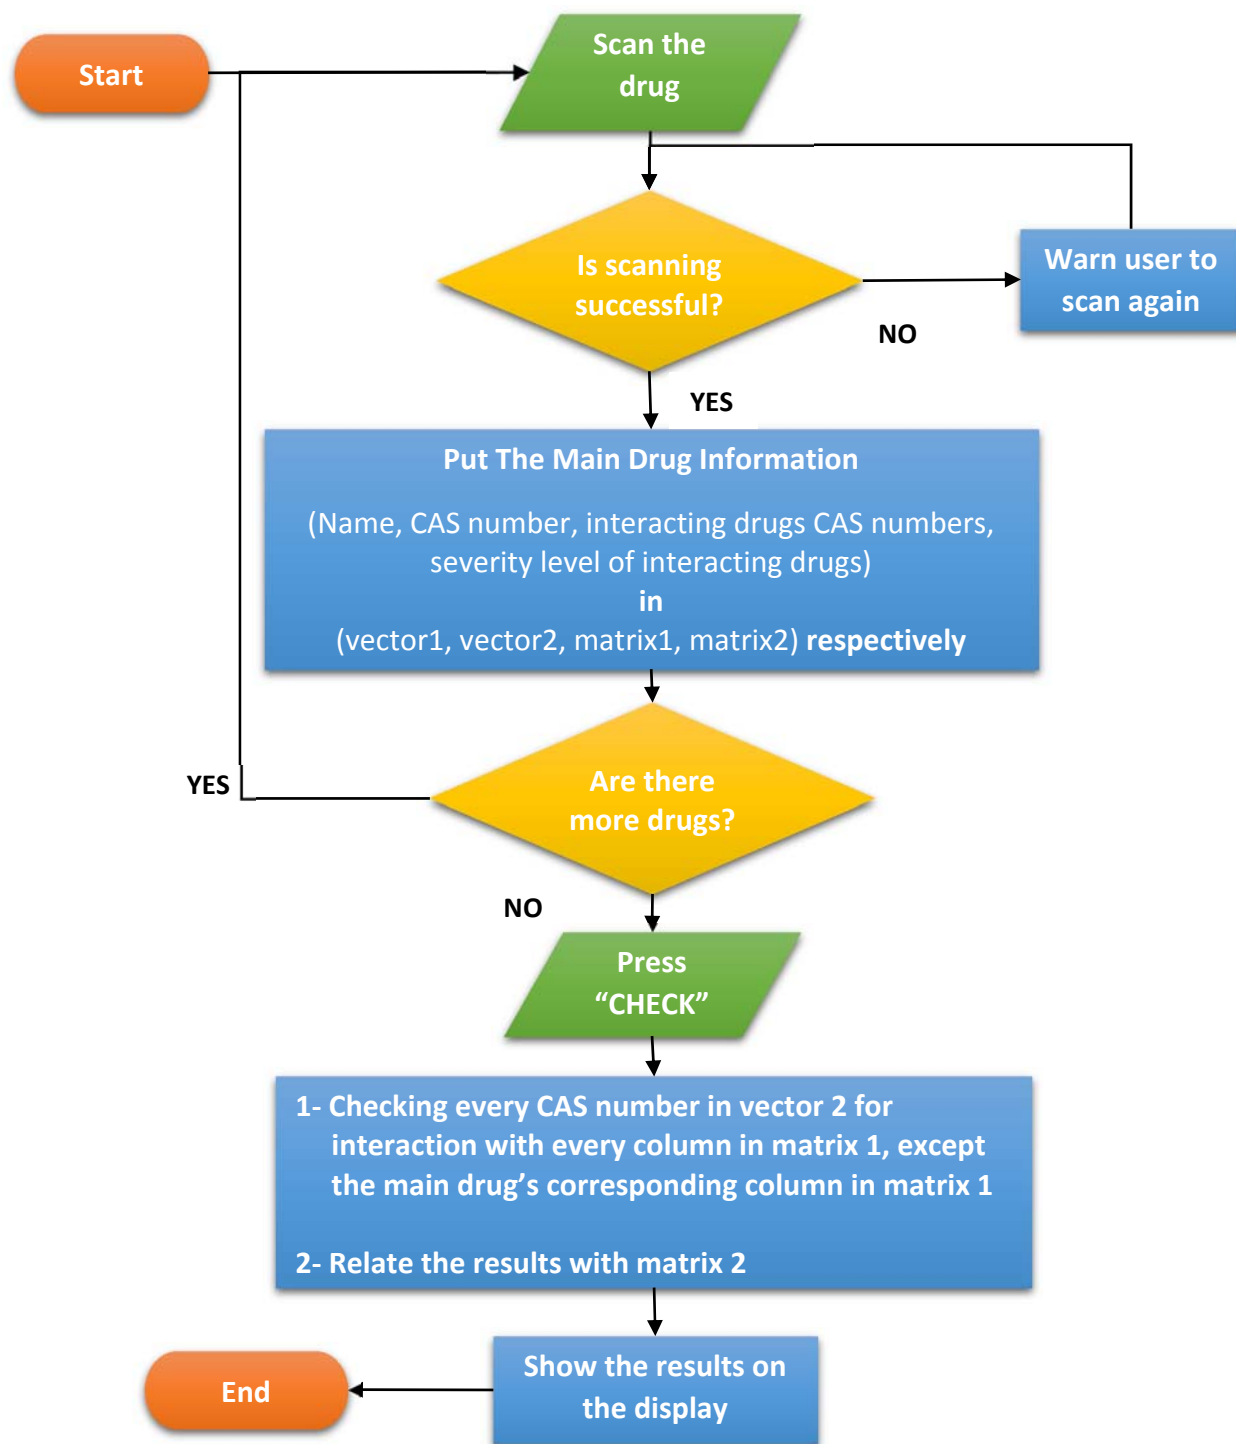 Start
Scan the
drug
Is scanning
successful?
NO
Warn user to
scan again
YES
Put The Main Drug Information
(Name, CAS number, interacting drugs CAS numbers,
severity level of interacting drugs)
in
(vector1, vector2, matrix1, matrix2) respectively
YES
Are there
more drugs?
NO
Press
“CHECK”
1- Checking every CAS number in vector 2 for
interaction with every column in matrix 1, except
the main drug’s corresponding column in matrix 1
2- Relate the results with matrix 2
Show the results on
the display
End